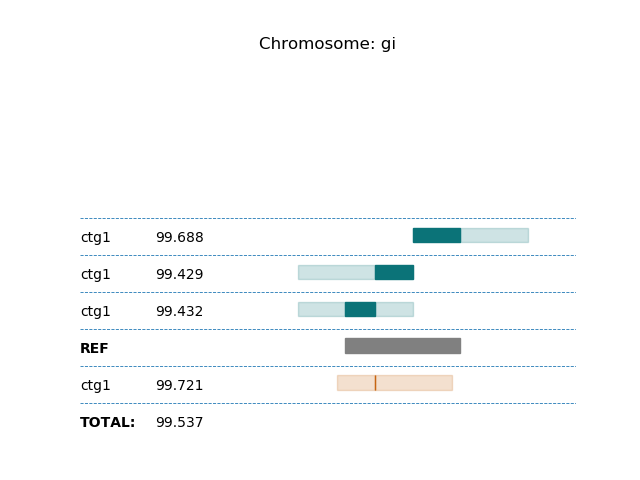 Chromosome: gi
ctg1 99.688
ctg1 99.429
ctg1 99.432
REF
ctg1 99.721
TOTAL: 99.537